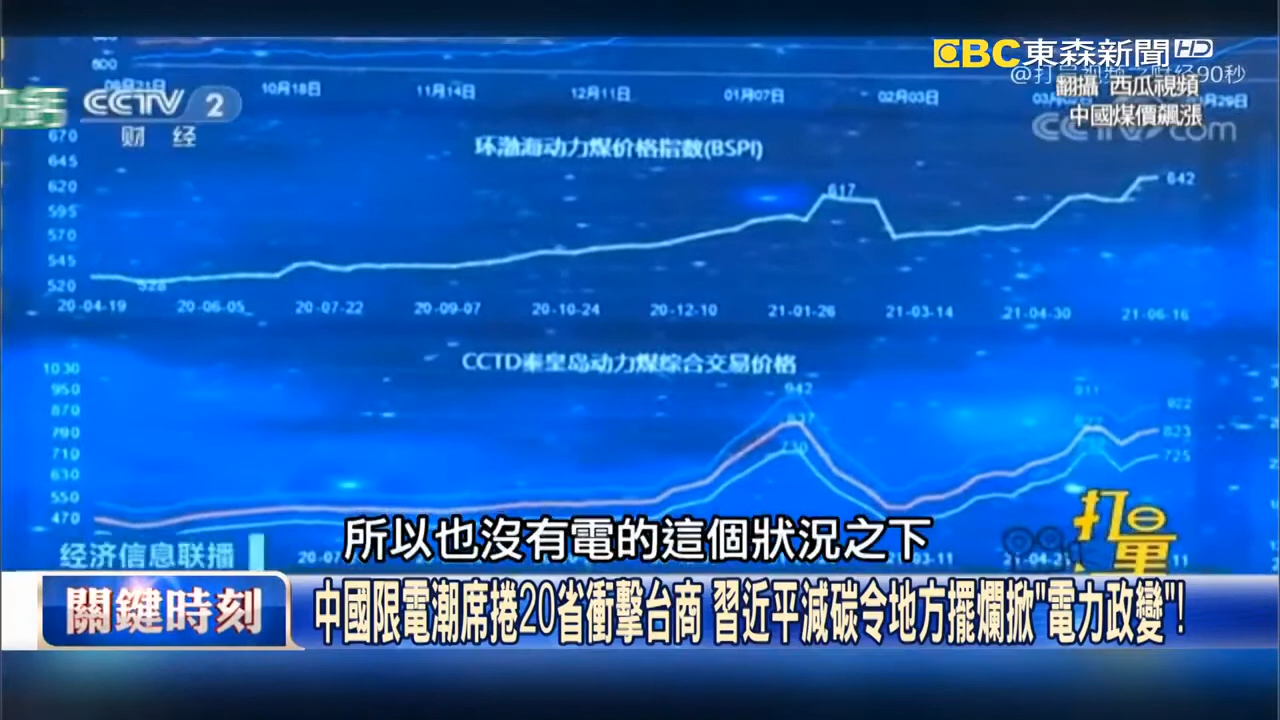 EBC 東森新聞 HD
800
翻攝 西瓜視頻
中國煤價飆漲
CCTV 2
财 经
10月18日 11月14日 12月11日 01月07日 02月03日
环渤海动力煤价格指数(BSPI)
670
645
620
595
570
545
520
617
642
528
20-04-19 20-06-05 20-07-22 20-09-07 20-10-24 20-12-10 21-01-26 21-03-14 21-04-30 21-06-16
CCTD秦皇岛动力煤综合交易价格
1030
950
870
790
710
630
550
470
942
837
730
911
922
823
725
打量
所以也沒有電的這個狀況之下
经济信息联播
關鍵時刻
中國限電潮席捲20省衝擊台商 習近平減碳令地方擺爛掀"電力政變"!